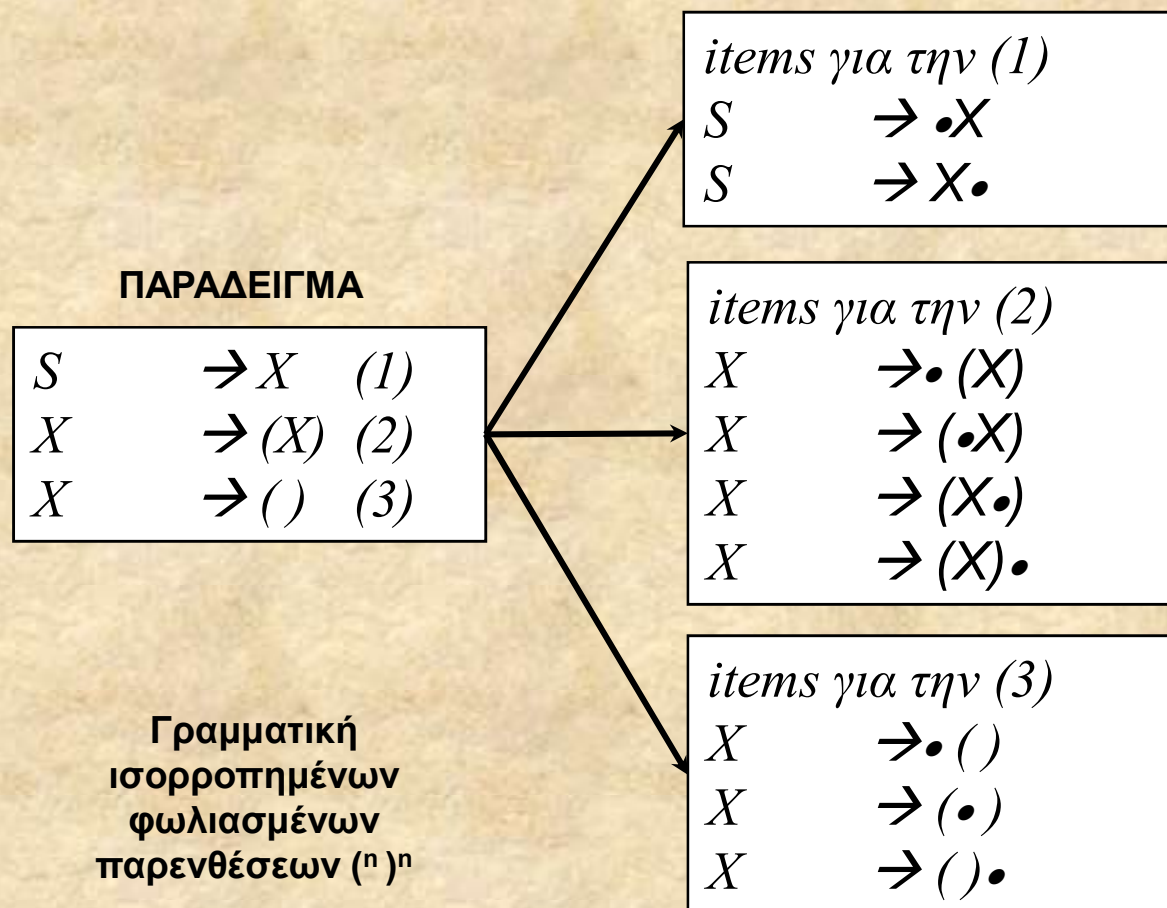 ΠΑΡΑΔΕΙΓΜΑ
S → X (1)
X → (X) (2)
X → ( ) (3)
Γραμματική
ισορροπημένων
φωλιασμένων
παρενθέσεων (ⁿ )ⁿ
items για την (1)
S → •X
S → X•
items για την (2)
X → • (X)
X → (•X)
X → (X•)
X → (X)•
items για την (3)
X → • ( )
X → (• )
X → ( )•